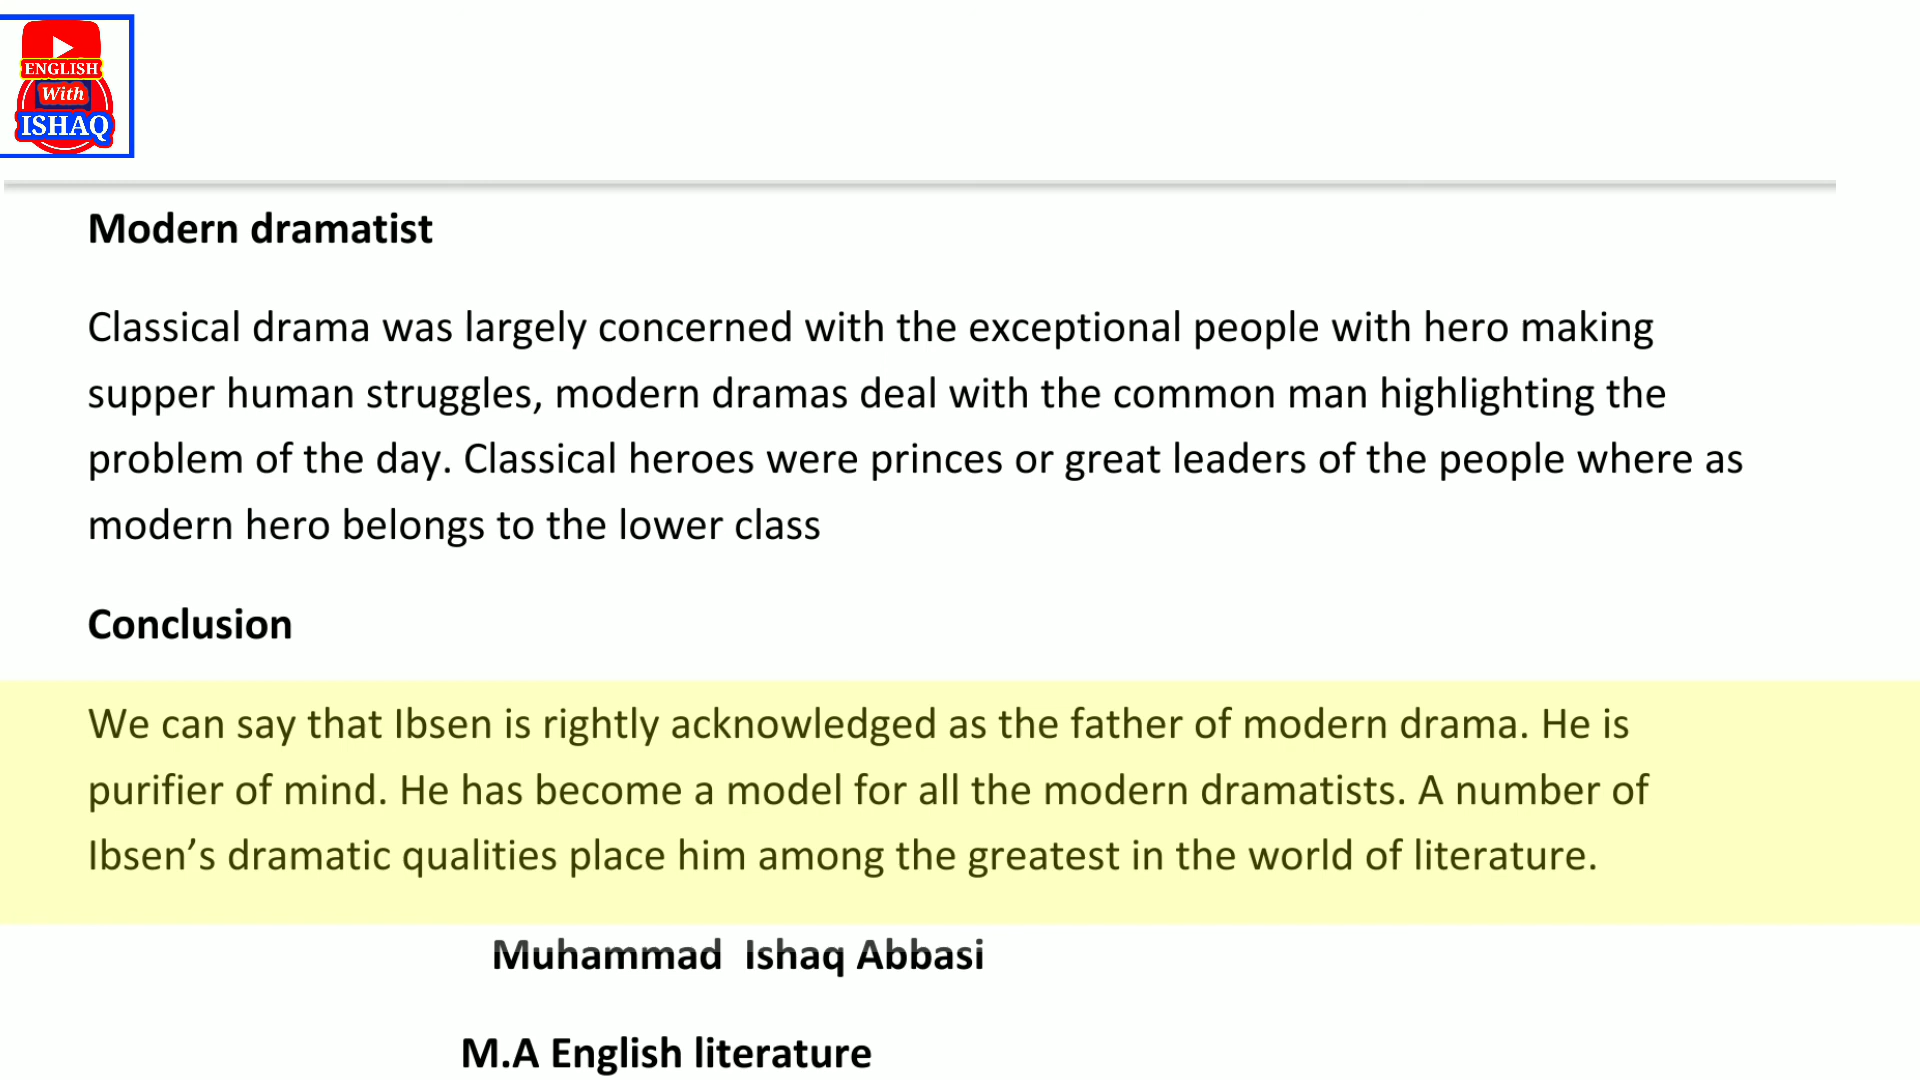 ENGLISH
With
ISHAQ
Modern dramatist
Classical drama was largely concerned with the exceptional people with hero making
supper human struggles, modern dramas deal with the common man highlighting the
problem of the day. Classical heroes were princes or great leaders of the people where as
modern hero belongs to the lower class
Conclusion
We can say that Ibsen is rightly acknowledged as the father of modern drama. He is
purifier of mind. He has become a model for all the modern dramatists. A number of
Ibsen’s dramatic qualities place him among the greatest in the world of literature.
Muhammad  Ishaq Abbasi
M.A English literature